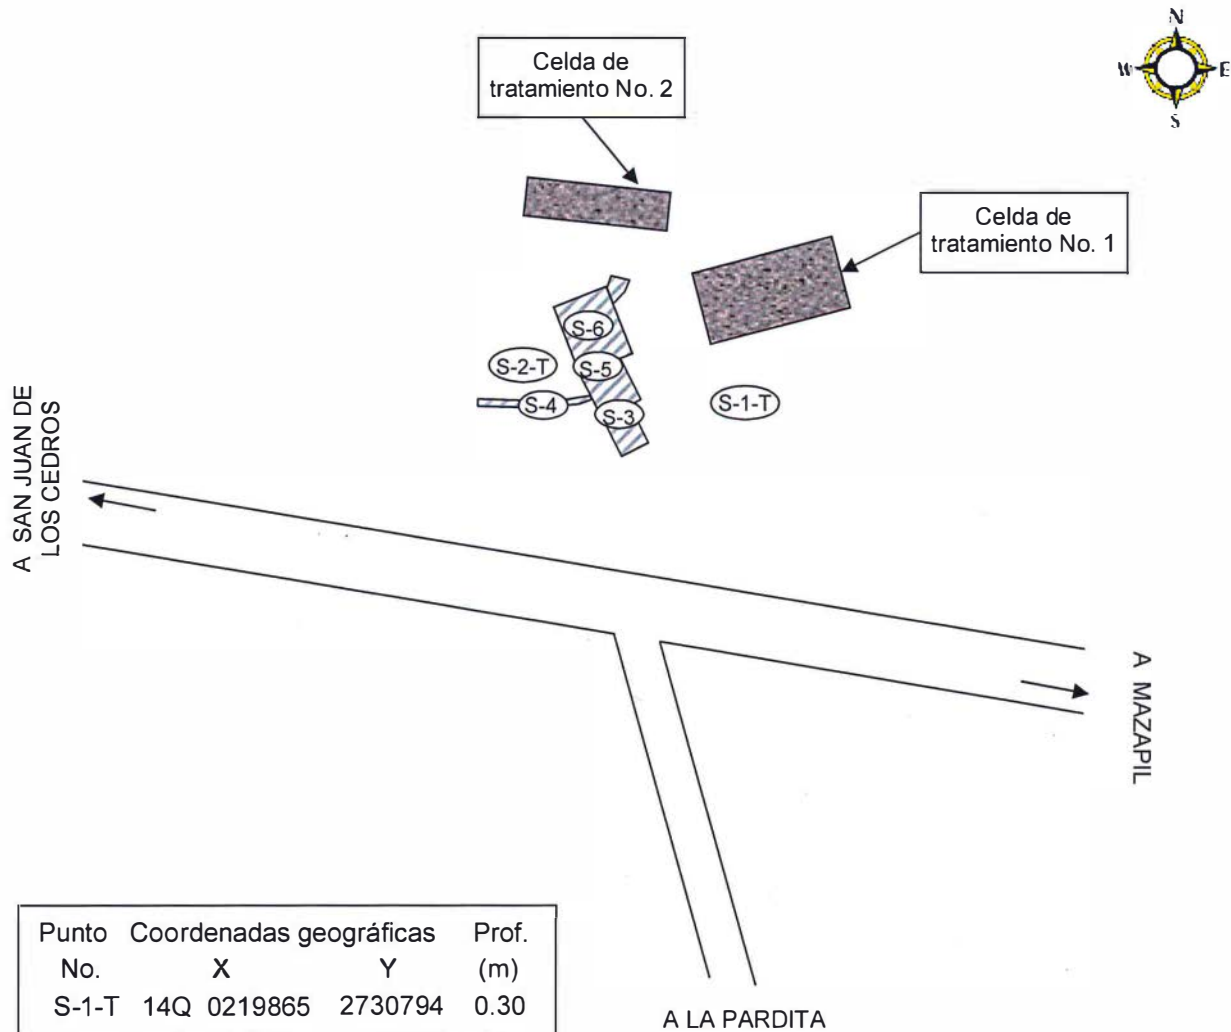 N
W E
S
Celda de
tratamiento No. 2
Celda de
tratamiento No. 1
S-6
S-2-T
S-5
S-4
S-3
S-1-T
A SAN JUAN DE
LOS CEDROS
A MAZAPIL
A LA PARDITA
Punto Coordenadas geográficas Prof.
No. X Y (m)
S-1-T 14Q 0219865 2730794 0.30